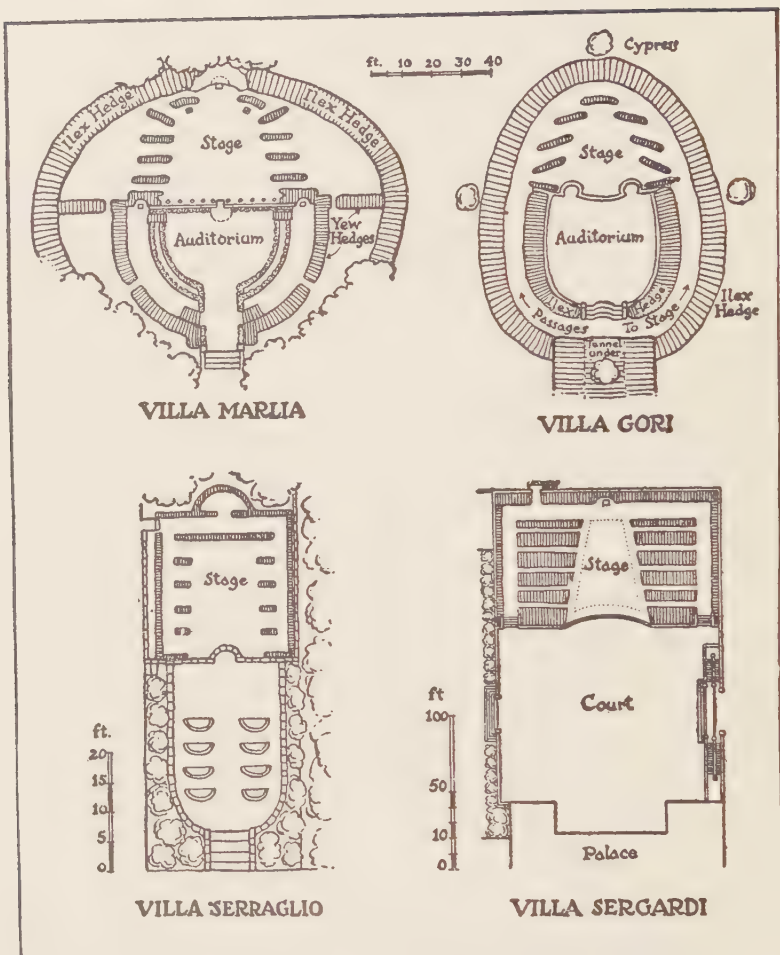 ft. 10 20 30 40
Cypress
Ilex Hedge
Ilex Hedge
Stage
Auditorium
Yew
Hedges
VILLA MARLIA
Stage
Auditorium
Ilex Hedge
Passages To Stage
Tunnel
under
Ilex
Hedge
VILLA GORI
Stage
ft.
20
15
10
5
0
VILLA SERRAGLIO
Stage
Court
ft
100
50
10
0
Palace
VILLA SERGARDI